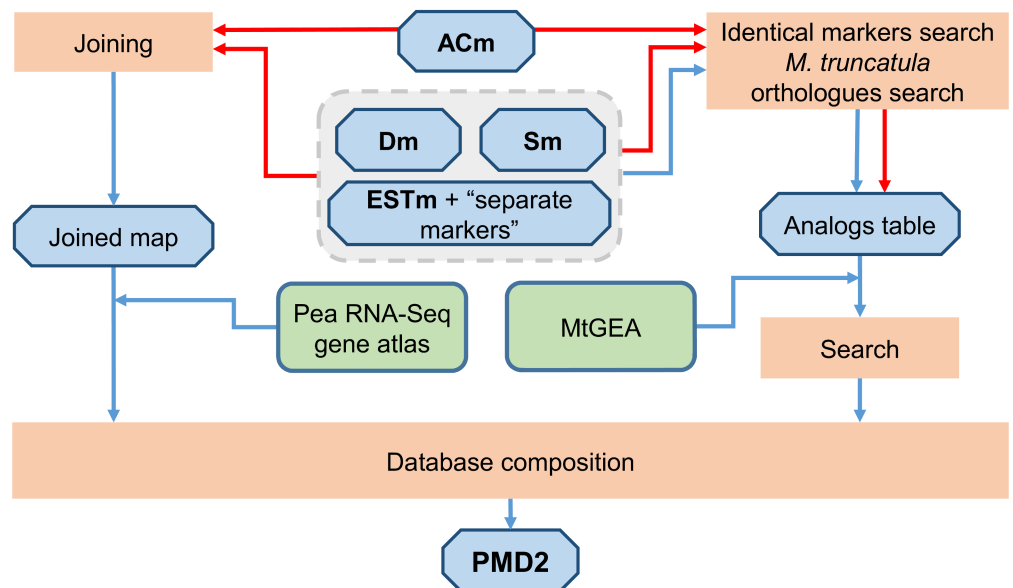 Joining
ACm
Identical markers search
M. truncatula
orthologues search
Dm
Sm
ESTm + “separate
markers”
Joined map
Analogs table
Pea RNA-Seq
gene atlas
MtGEA
Search
Database composition
PMD2